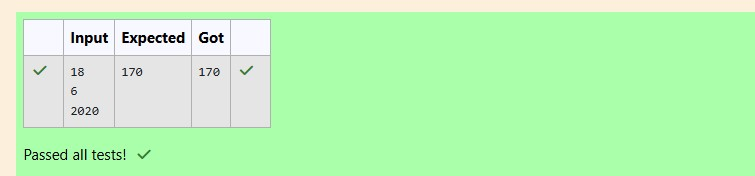 Input Expected Got
18 170 170
6
2020
Passed all tests!